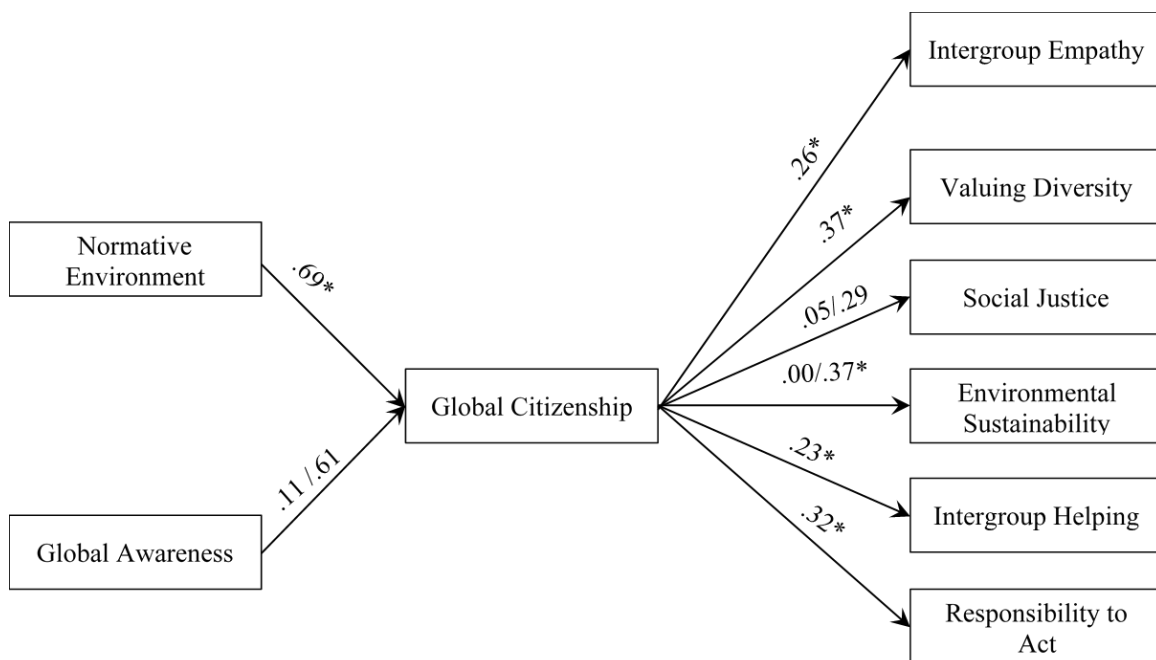 Intergroup Empathy
.26*
Valuing Diversity
.37*
Normative
Environment
.69*
Social Justice
.05/.29
Global Citizenship
.00/.37*
Environmental
Sustainability
.11/.61
.23*
Intergroup Helping
Global Awareness
.32*
Responsibility to
Act